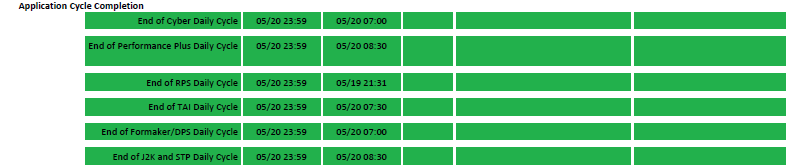 Application Cycle Completion
End of Cyber Daily Cycle 05/20 23:59 05/20 07:00
End of Performance Plus Daily Cycle 05/20 23:59 05/20 08:30
End of RPS Daily Cycle 05/20 23:59 05/19 21:31
End of TAI Daily Cycle 05/20 23:59 05/20 07:30
End of Formaker/DPS Daily Cycle 05/20 23:59 05/20 07:00
End of J2K and STP Daily Cycle 05/20 23:59 05/20 08:30